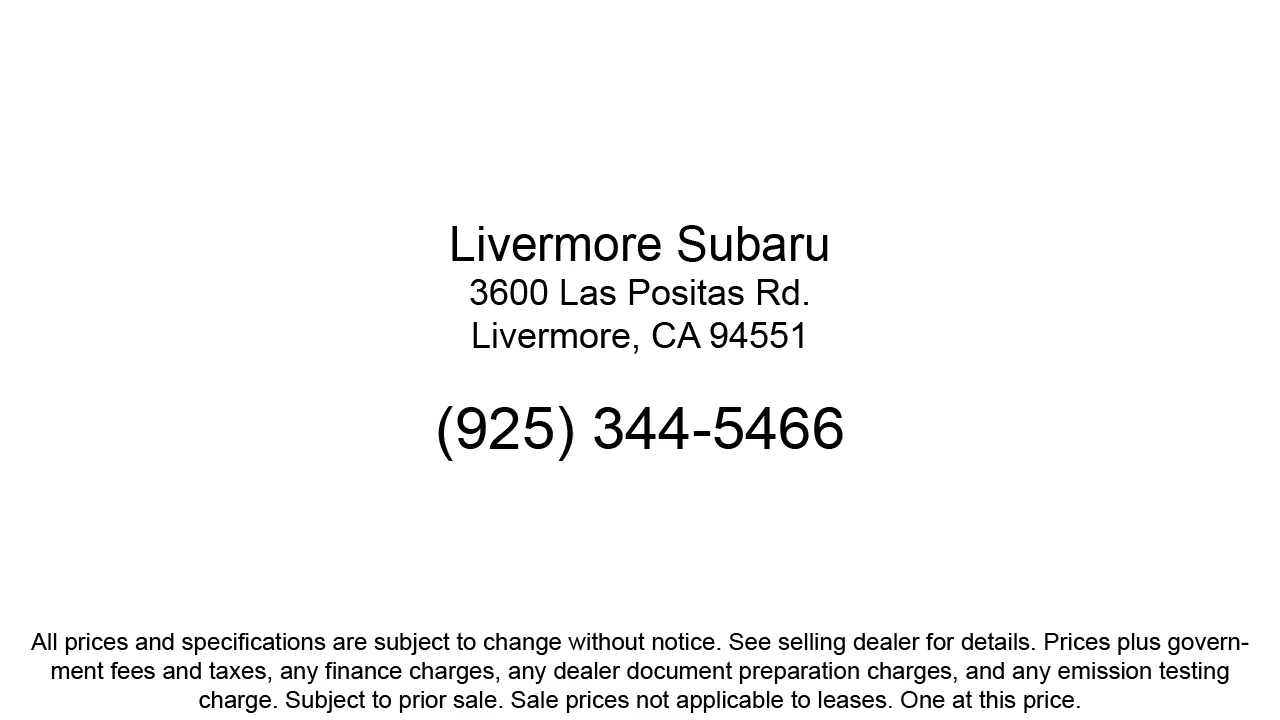 Livermore Subaru
3600 Las Positas Rd.
Livermore, CA 94551
(925) 344-5466
All prices and specifications are subject to change without notice. See selling dealer for details. Prices plus govern-
ment fees and taxes, any finance charges, any dealer document preparation charges, and any emission testing
charge. Subject to prior sale. Sale prices not applicable to leases. One at this price.